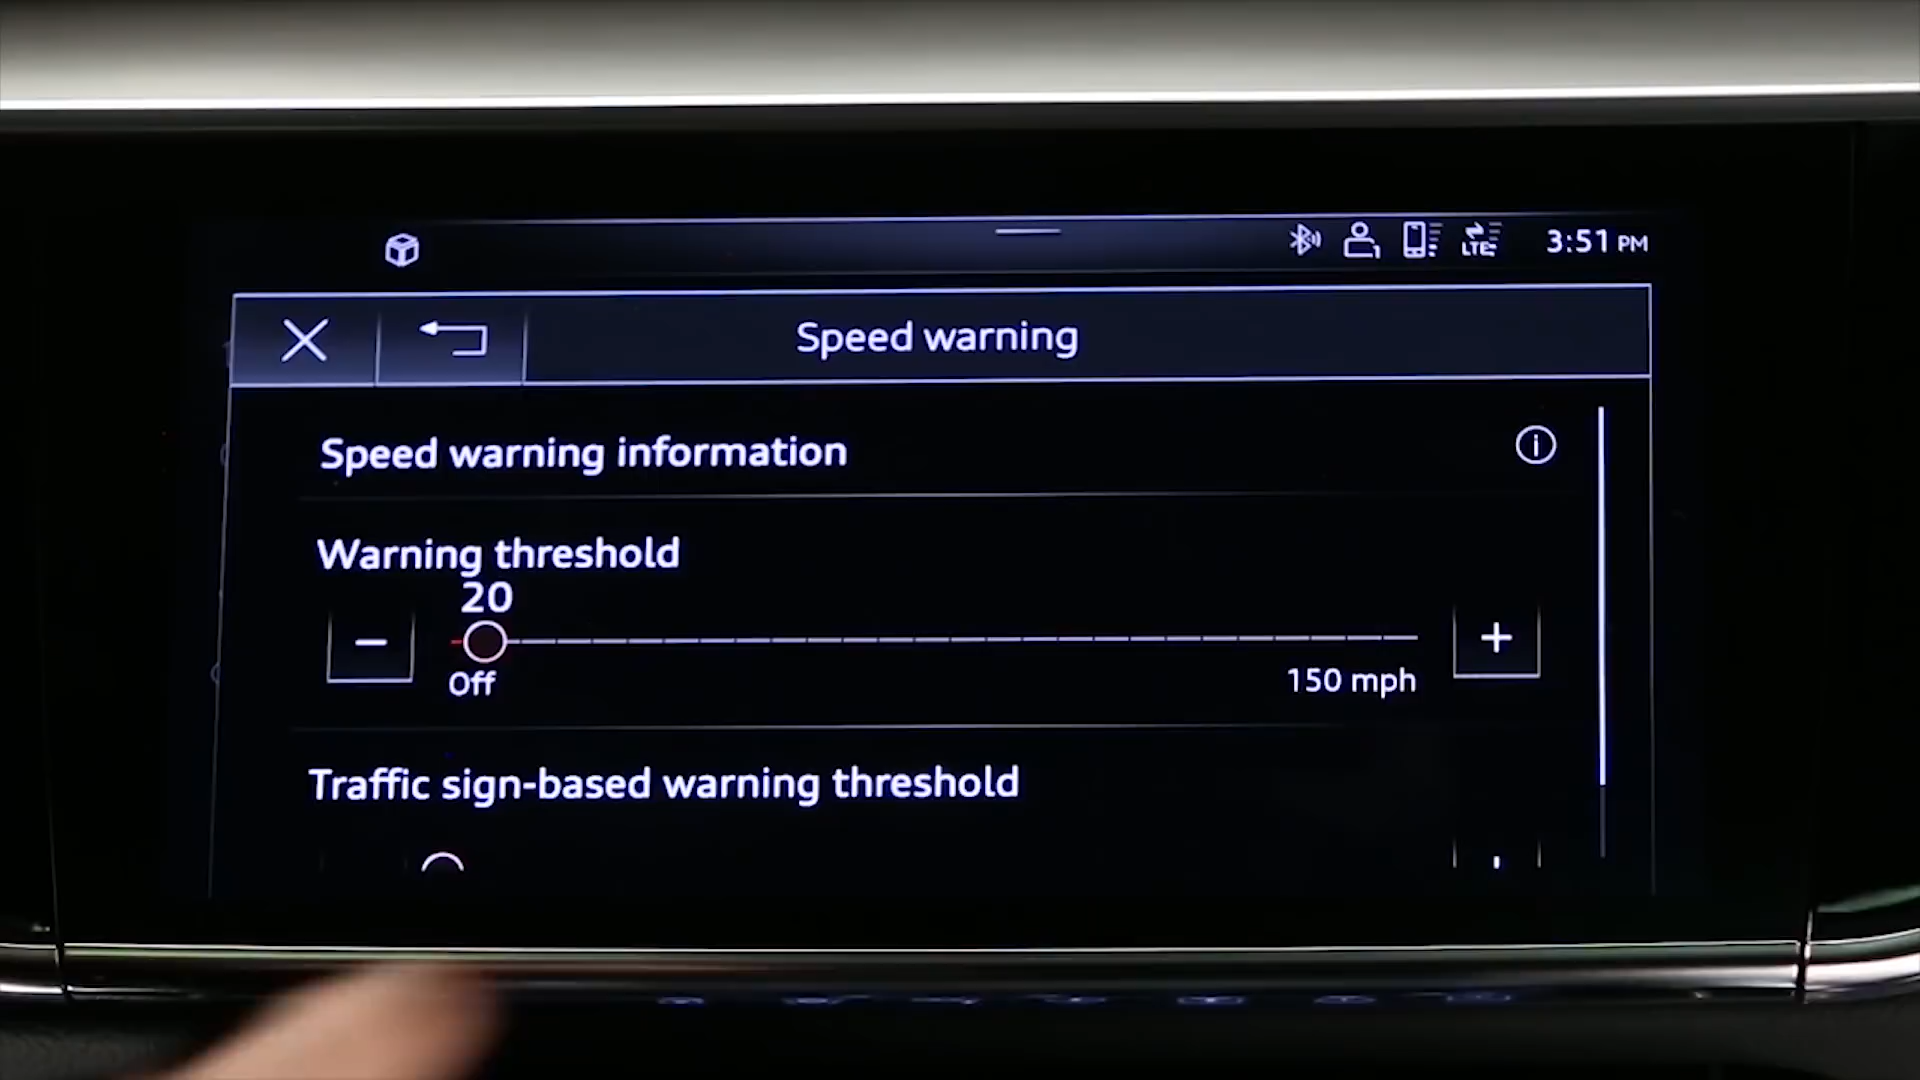 LTE 3:51 PM
Speed warning
Speed warning information
Warning threshold
20
Off 150 mph
Traffic sign-based warning threshold